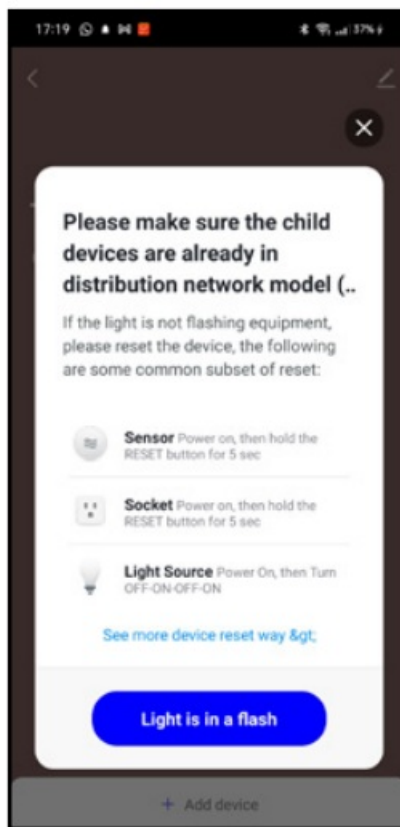 17:19
37%
Please make sure the child
devices are already in
distribution network model (..
If the light is not flashing equipment,
please reset the device, the following
are some common subset of reset:
Sensor Power on, then hold the
RESET button for 5 sec
Socket Power on, then hold the
RESET button for 5 sec
Light Source Power On, then Turn
OFF-ON-OFF-ON
See more device reset way &gt;
Light is in a flash
+ Add device